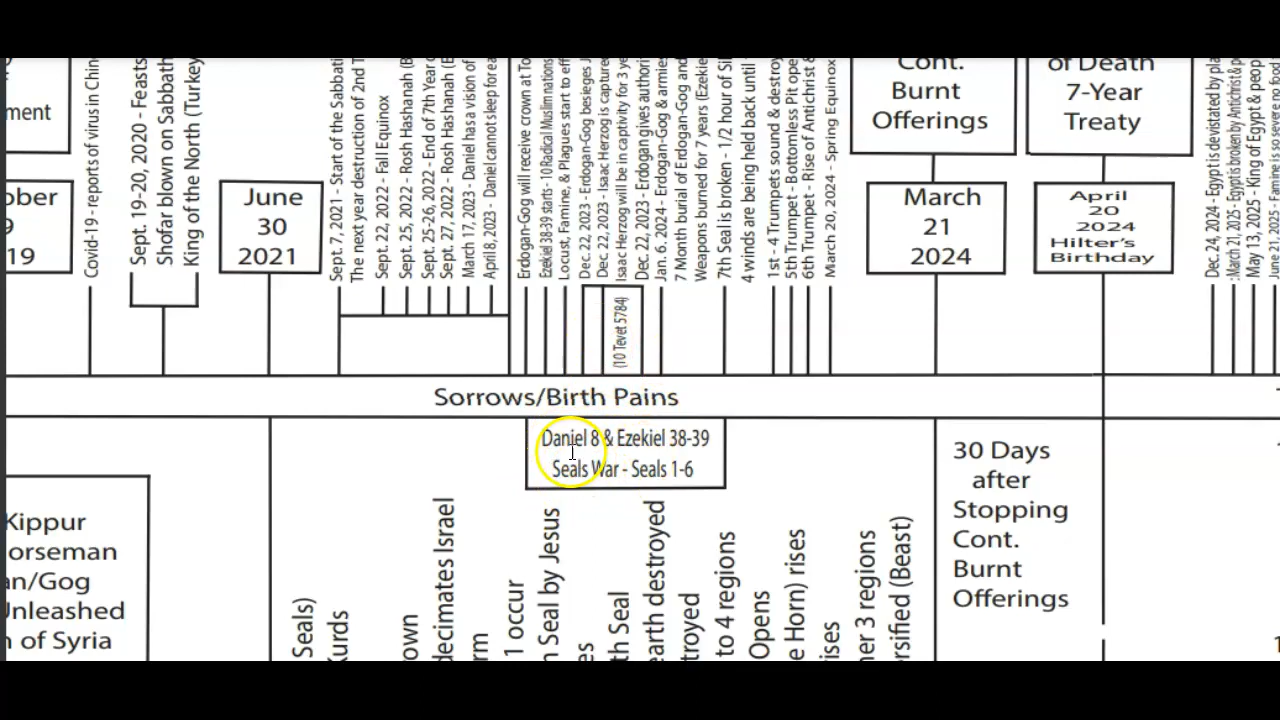 ment
ober
9
19
Covid-19 - reports of virus in Chin
Sept. 19-20, 2020 - Feasts
Shofar blown on Sabbath
King of the North (Turkey
June
30
2021
Sept. 7, 2021 - Start of the Sabbati
The next year destruction of 2nd T
Sept. 22, 2022 - Fall Equinox
Sept. 25, 2022 - Rosh Hashanah (B
Sept. 25-26, 2022 - End of 7th Year o
Sept. 27, 2022 - Rosh Hashanah (E
March 17, 2023 - Daniel has a vision of
April 8, 2023 - Daniel cannot sleep for ea
Erdogan-Gog will receive crown at To
Ezekiel 38-39 starts - 10 Radical Muslim nations
Locust, Famine, & Plagues start to eff
Dec. 22, 2023 - Erdogan-Gog besieges J
Dec. 22, 2023 - Isaac Herzog is captured
Isaac Herzog will be in captivity for 3 ye
(10 Tevet 5784)
Dec. 22, 2023 - Erdogan gives authori
Jan. 6, 2024 - Erdogan-Gog & armies
7 Month burial of Erdogan-Gog and
Weapons burned for 7 years (Ezekie
7th Seal is broken - 1/2 hour of Si
4 winds are being held back until
1st - 4 Trumpets sound & destroy
5th Trumpet - Bottomless Pit ope
6th Trumpet - Rise of Antichrist &
March 20, 2024 - Spring Equinox
Cont.
Burnt
Offerings
March
21
2024
of Death
7-Year
Treaty
April
20
2024
Hilter's
Birthday
Dec. 24, 2024 - Egypt is devistated by pla
March 21, 2025 - Egypt is broken by Antichrist & p
May 13, 2025 - King of Egypt & peop
June 21, 2025 - Famine is so severe no food
Sorrows/Birth Pains
Daniel 8 & Ezekiel 38-39
Seals War - Seals 1-6
Kippur
orseman
an/Gog
Unleashed
n of Syria
Seals)
Kurds
own
decimates Israel
rm
1 occur
n Seal by Jesus
es
th Seal
earth destroyed
troyed
to 4 regions
Opens
e Horn) rises
rises
her 3 regions
ersified (Beast)
30 Days
after
Stopping
Cont.
Burnt
Offerings